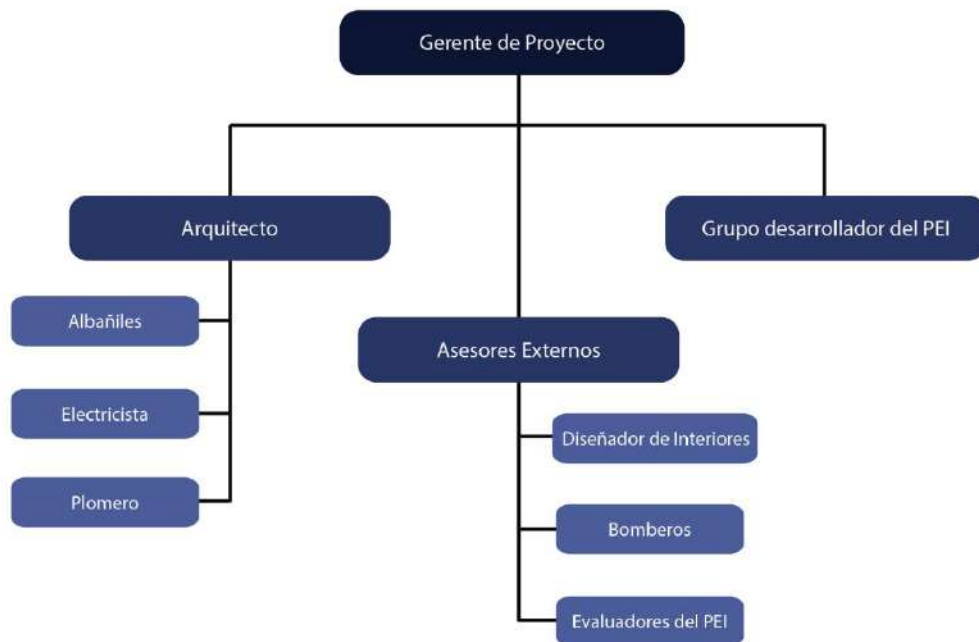 Gerente de Proyecto
Arquitecto
Grupo desarrollador del PEI
Albañiles
Electricista
Plomero
Asesores Externos
Diseñador de Interiores
Bomberos
Evaluadores del PEI